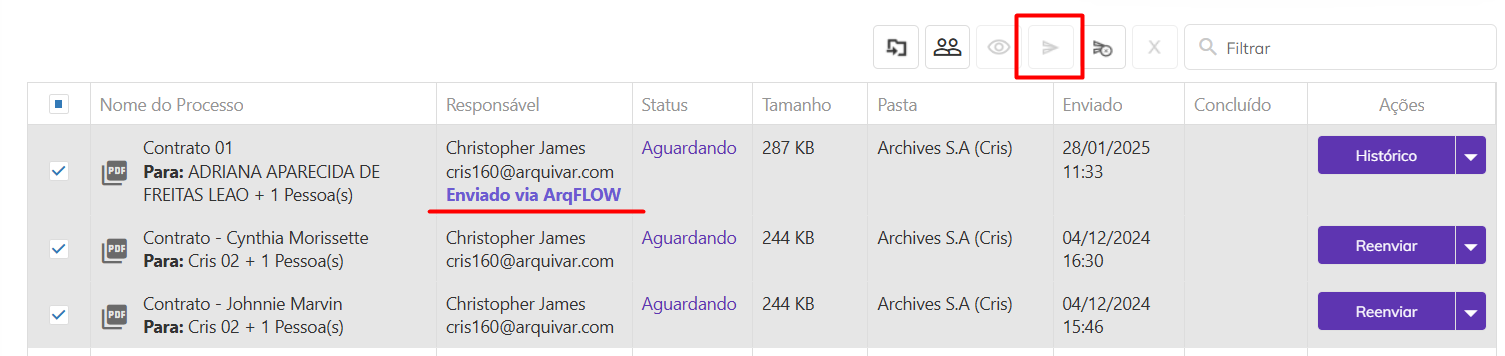 Filtrar
X
Nome do Processo Responsável Status Tamanho Pasta Enviado Concluído Ações
Contrato 01 Christopher James Aguardando 287 KB Archives S.A (Cris) 28/01/2025 Histórico
PDF Para: ADRIANA APARECIDA DE cris160@arquivar.com 11:33
FREITAS LEAO + 1 Pessoa(s) Enviado via ArqFLOW
Contrato - Cynthia Morissette Christopher James Aguardando 244 KB Archives S.A (Cris) 04/12/2024 Reenviar
PDF Para: Cris 02 + 1 Pessoa(s) cris160@arquivar.com 16:30
Contrato - Johnnie Marvin Christopher James Aguardando 244 KB Archives S.A (Cris) 04/12/2024 Reenviar
PDF Para: Cris 02 + 1 Pessoa(s) cris160@arquivar.com 15:46